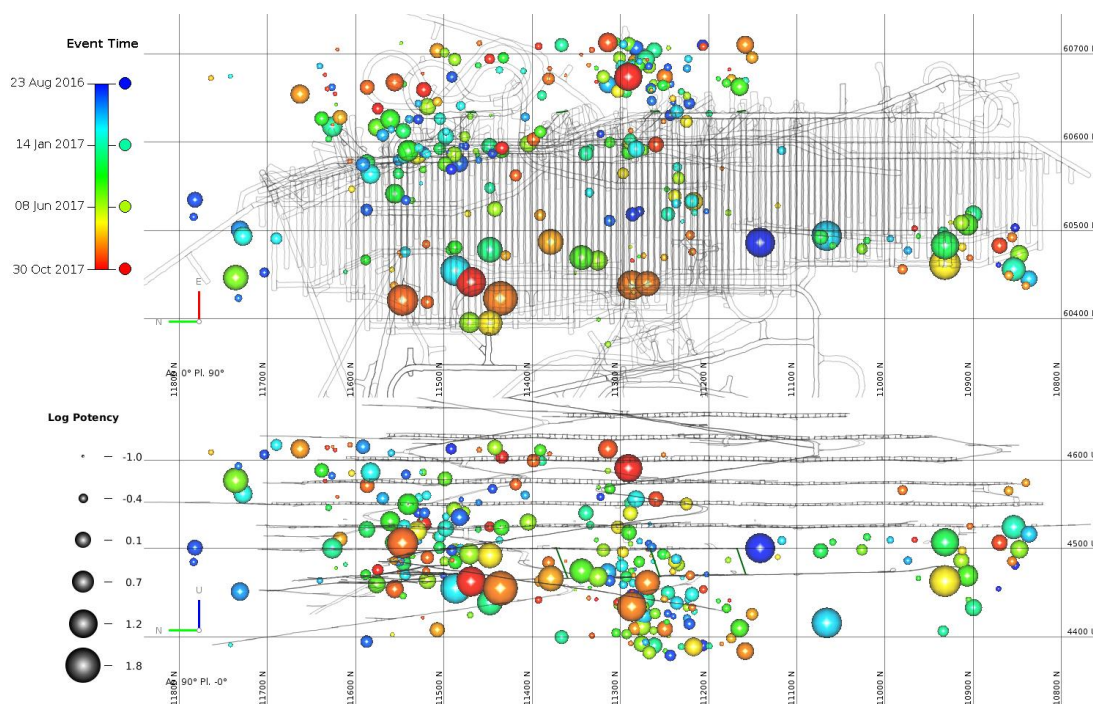 Event Time
23 Aug 2016
14 Jan 2017
08 Jun 2017
30 Oct 2017
60700
60600
60500
60400
E
N
11800 N
11700 N
11600 N
11500 N
11400 N
11300 N
11200 N
11100 N
11000 N
10900 N
10800 N
0° Pl. 90°
Log Potency
-1.0
-0.4
0.1
0.7
1.2
1.8
4600 U
4500 U
4400 U
U
N
90° Pl. -0°
11800 N
11700 N
11600 N
11500 N
11400 N
11300 N
11200 N
11100 N
11000 N
10900 N
10800 N